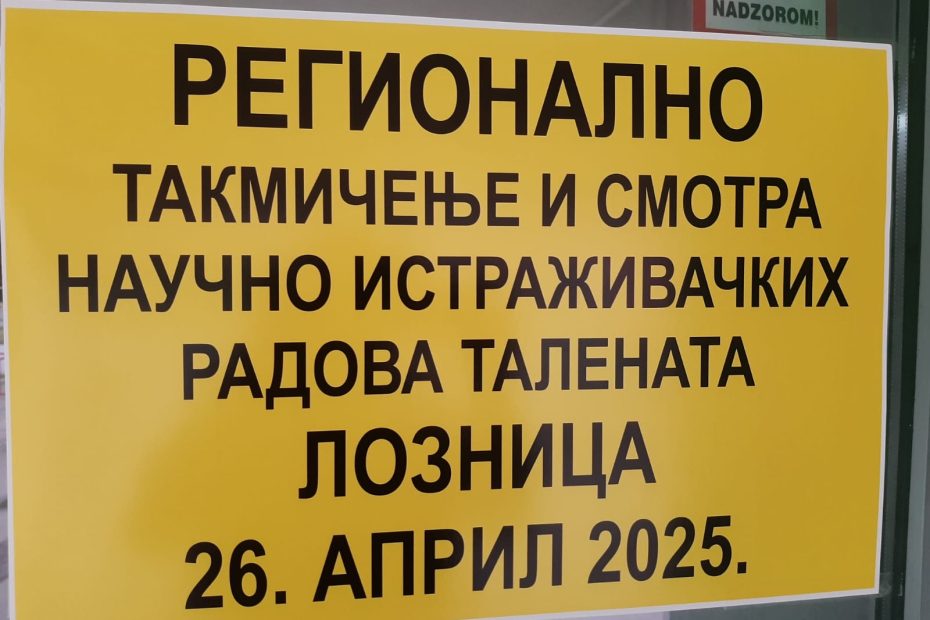 NADZOROM!
РЕГИОНАЛНО
ТАКМИЧЕЊЕ И СМОТРА
НАУЧНО ИСТРАЖИВАЧКИХ
РАДОВА ТАЛЕНАТА
ЛОЗНИЦА
26. АПРИЛ 2025.